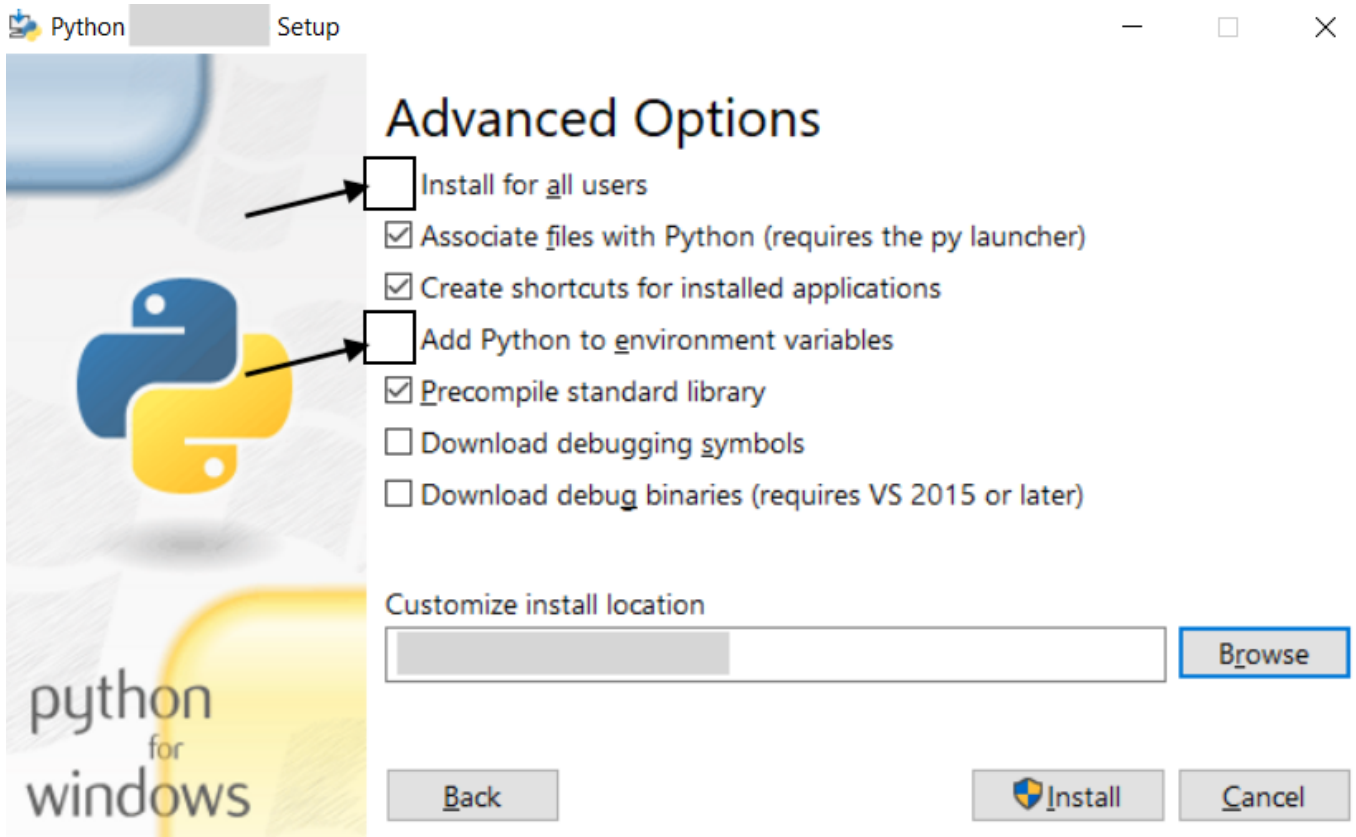 Python Setup
Advanced Options
Install for all users
Associate files with Python (requires the py launcher)
Create shortcuts for installed applications
Add Python to environment variables
Precompile standard library
Download debugging symbols
Download debug binaries (requires VS 2015 or later)
Customize install location
Browse
python
for
windows
Back
Install
Cancel